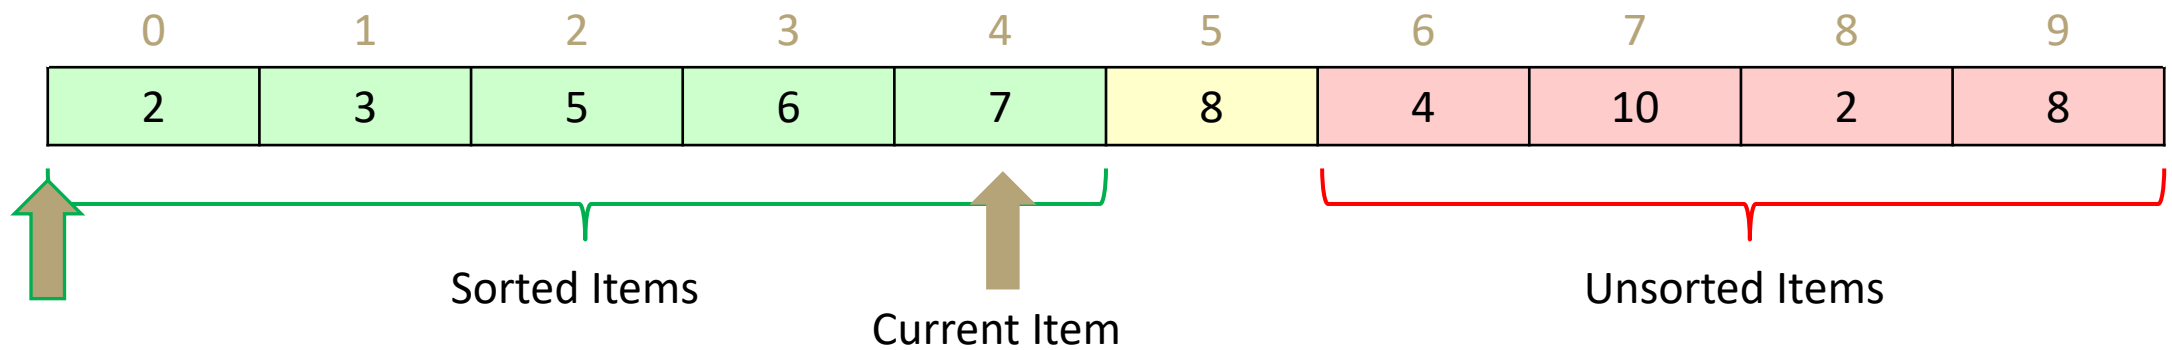 0 1 2 3 4 5 6 7 8 9
2 3 5 6 7 8 4 10 2 8
Sorted Items Unsorted Items
Current Item